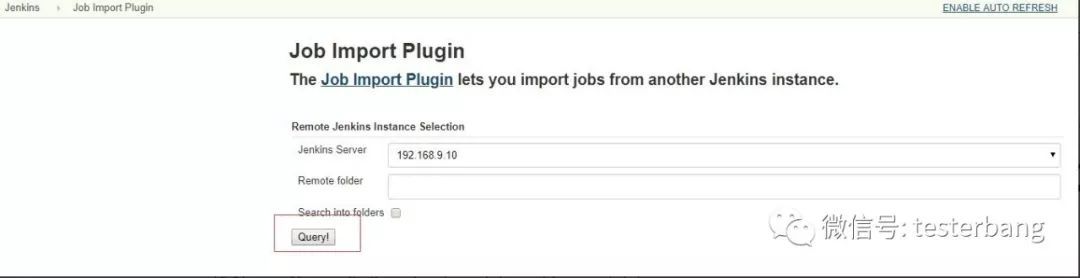 Jenkins › Job Import Plugin ENABLE AUTO REFRESH
Job Import Plugin
The Job Import Plugin lets you import jobs from another Jenkins instance.
Remote Jenkins Instance Selection
Jenkins Server 192.168.9.10
Remote folder
Search into folders
Query!
微信号: testerbang